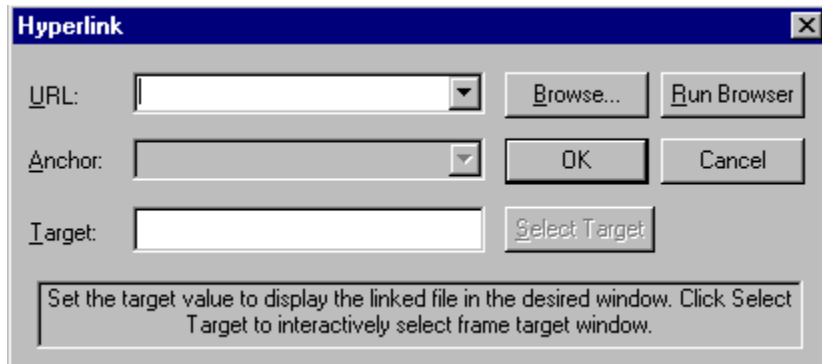 Hyperlink
URL: Browse... Run Browser
Anchor: OK Cancel
Target: Select Target
Set the target value to display the linked file in the desired window. Click Select
Target to interactively select frame target window.